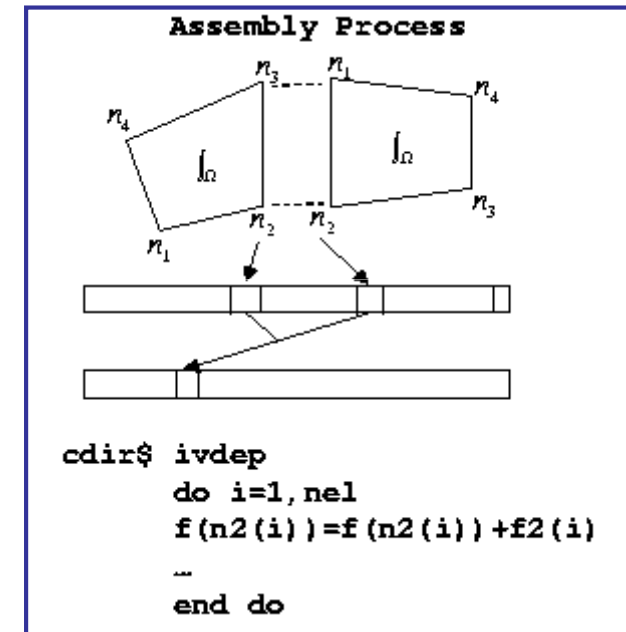 Assembly Process
n₃ n₁
n₄ n₄
∫Ω ∫Ω
n₃
n₂ n₂
n₁
cdir$ ivdep
do i=1,nel
f(n2(i))=f(n2(i))+f2(i)
…
end do